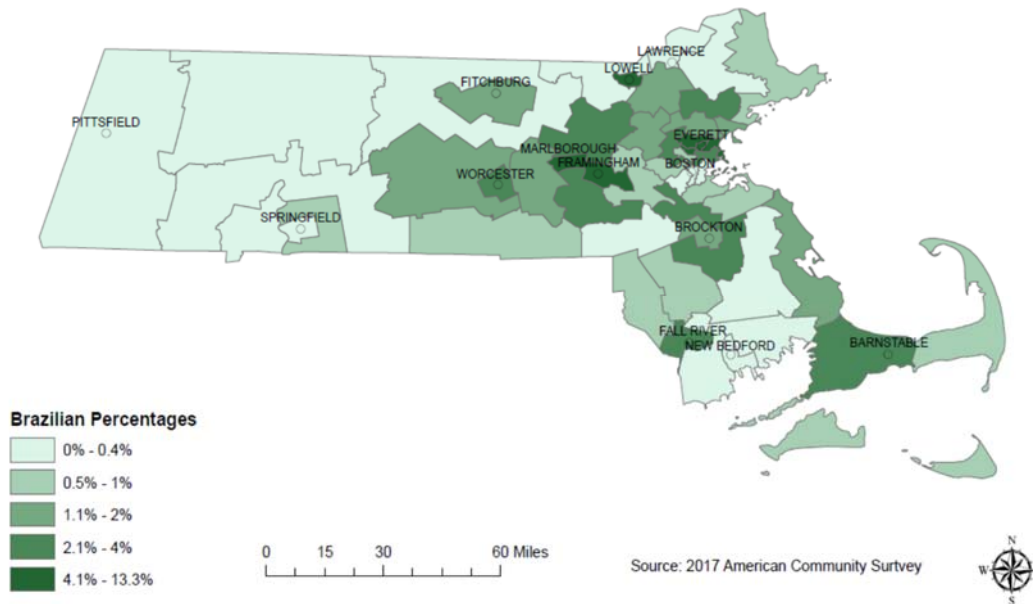 LAWRENCE
LOWELL
FITCHBURG
PITTSFIELD
EVERETT
MARLBOROUGH
FRAMINGHAM
BOSTON
WORCESTER
SPRINGFIELD
BROCKTON
FALL RIVER
NEW BEDFORD
BARNSTABLE
Brazilian Percentages
0% - 0.4%
0.5% - 1%
1.1% - 2%
2.1% - 4%
4.1% - 13.3%
0 15 30 60 Miles
Source: 2017 American Community Surtvey
N
W E
S